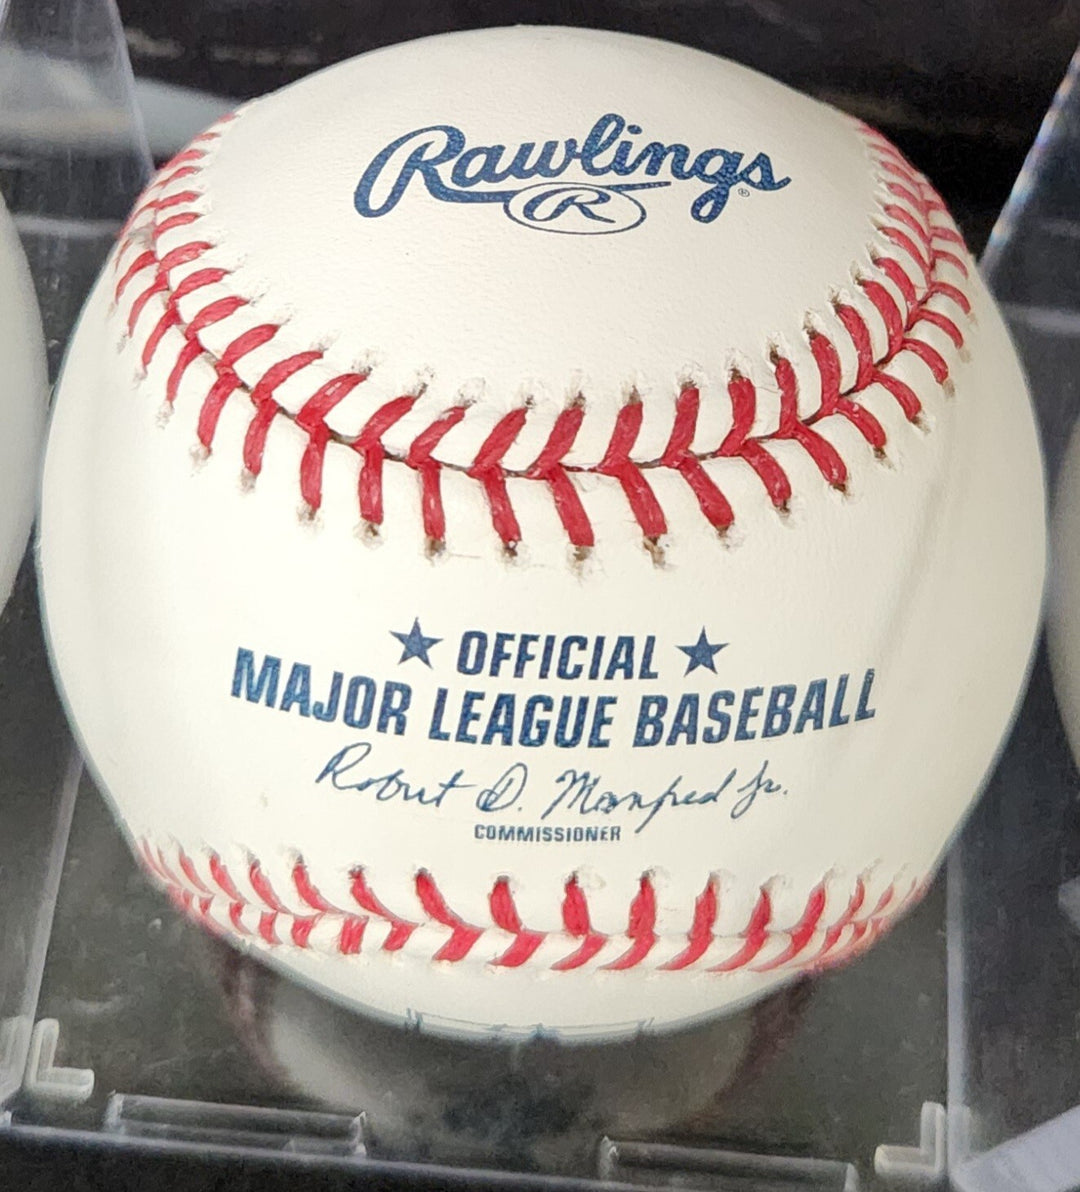 Rawlings®
R
★ OFFICIAL ★
MAJOR LEAGUE BASEBALL
Robert D. Manfred Jr.
COMMISSIONER